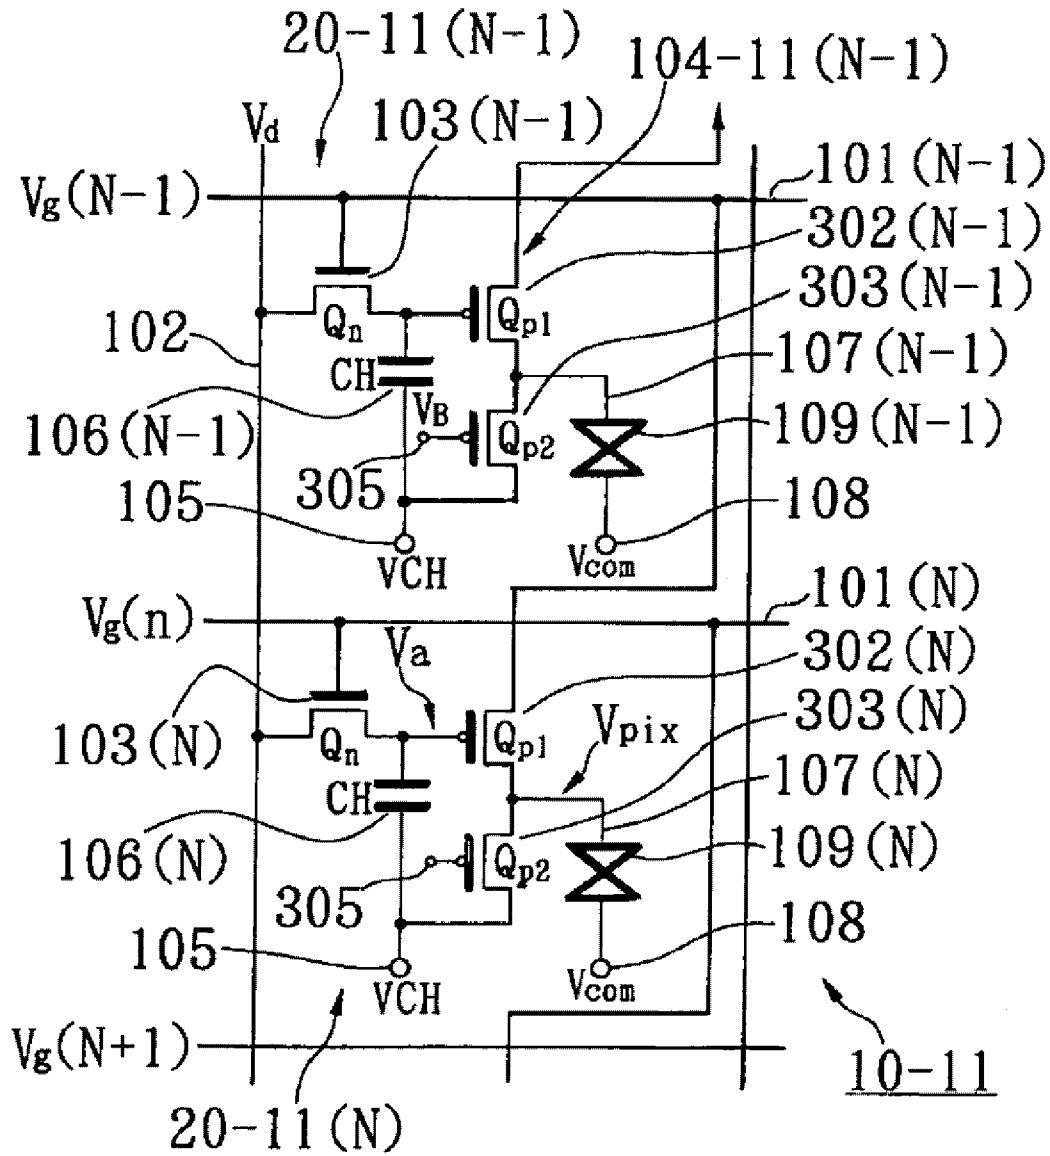 20-11(N-1)
104-11(N-1)
Vd
103(N-1)
101(N-1)
Vg(N-1)
302(N-1)
303(N-1)
Qn
Qp1
102
107(N-1)
CH
VB
106(N-1)
Qp2
109(N-1)
305
105
108
VCH
Vcom
101(N)
Vg(n)
Va
302(N)
303(N)
Vpix
103(N)
Qn
Qp1
107(N)
CH
106(N)
Qp2
109(N)
305
105
108
VCH
Vcom
Vg(N+1)
10-11
20-11(N)